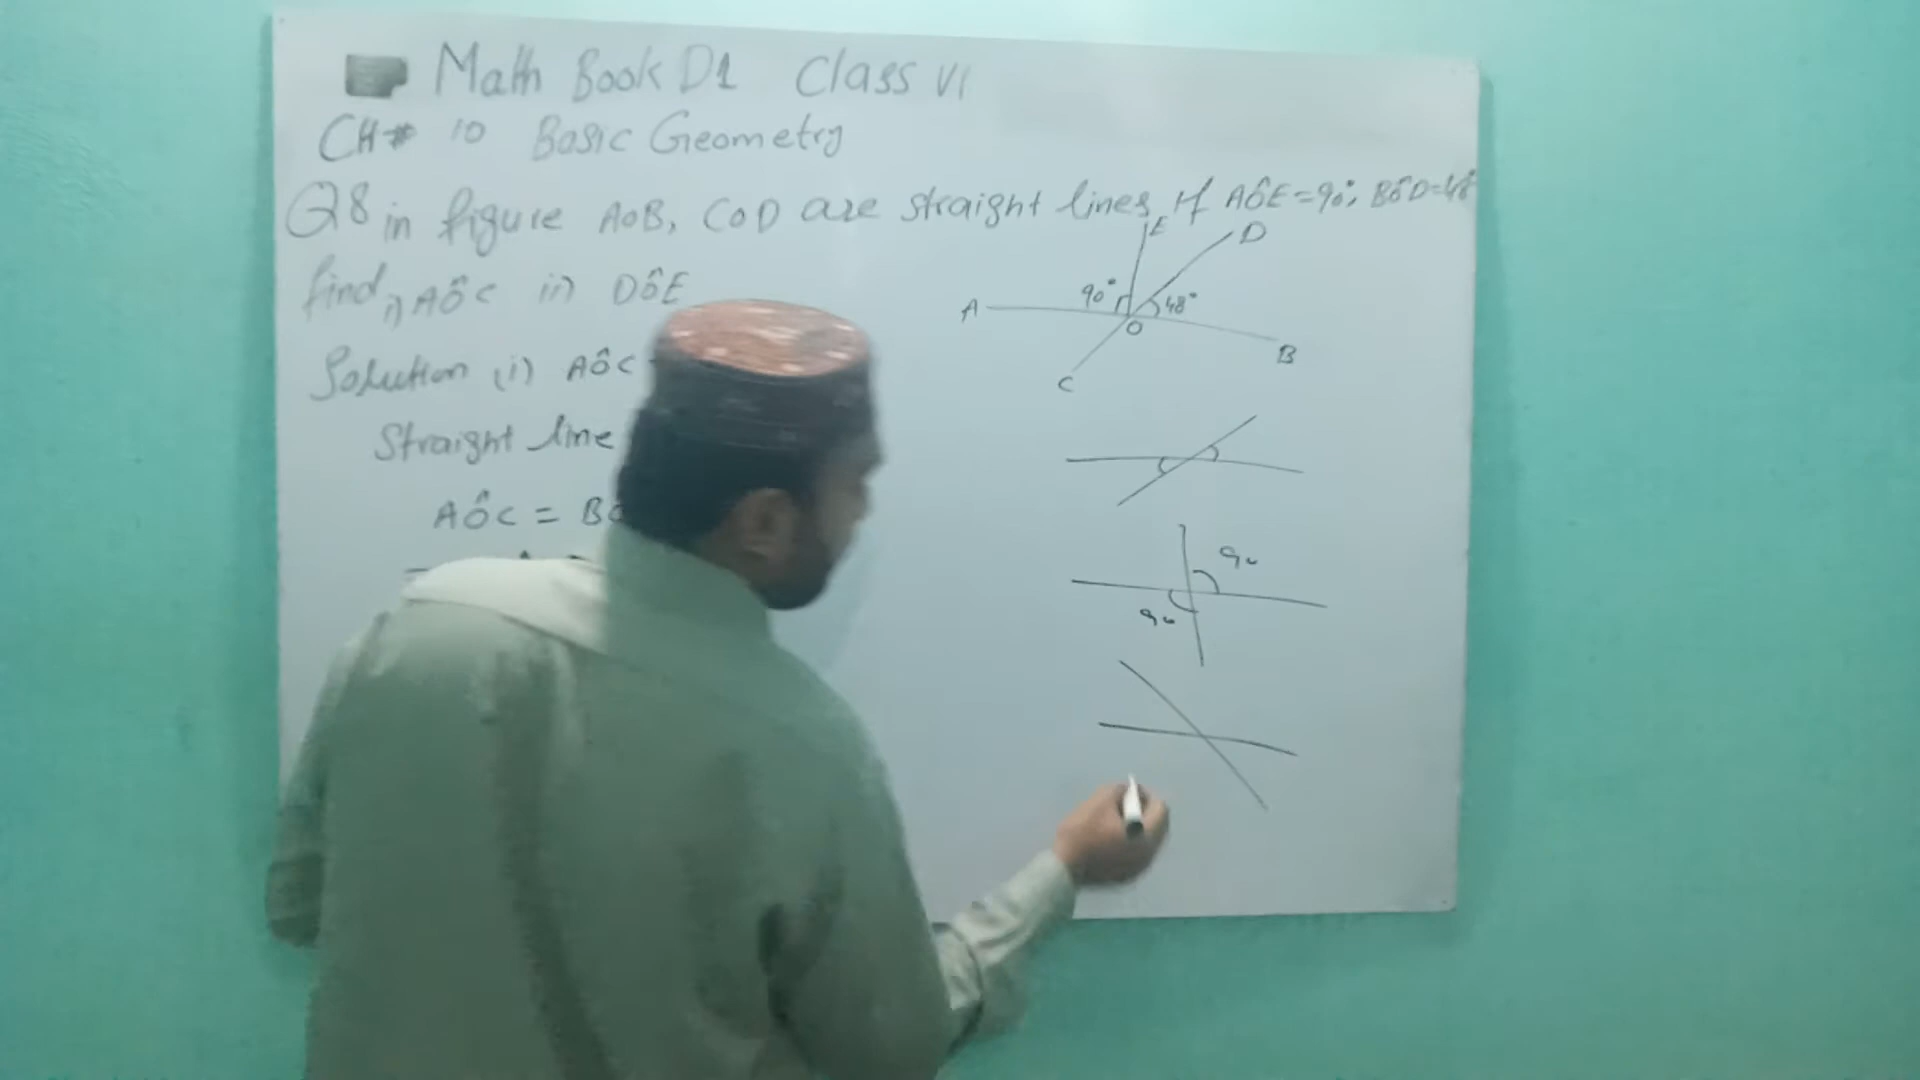 Math Book D1 Class VI
CH# 10 Basic Geometry
Q8 in figure AOB, COD are straight lines, If AÔE=90°, BÔD=48°
find, i) AÔC ii) DÔE
Solution (i) AÔC
Straight line
AÔC = BÔ
E
D
90°
48°
A
O
B
C
90
90